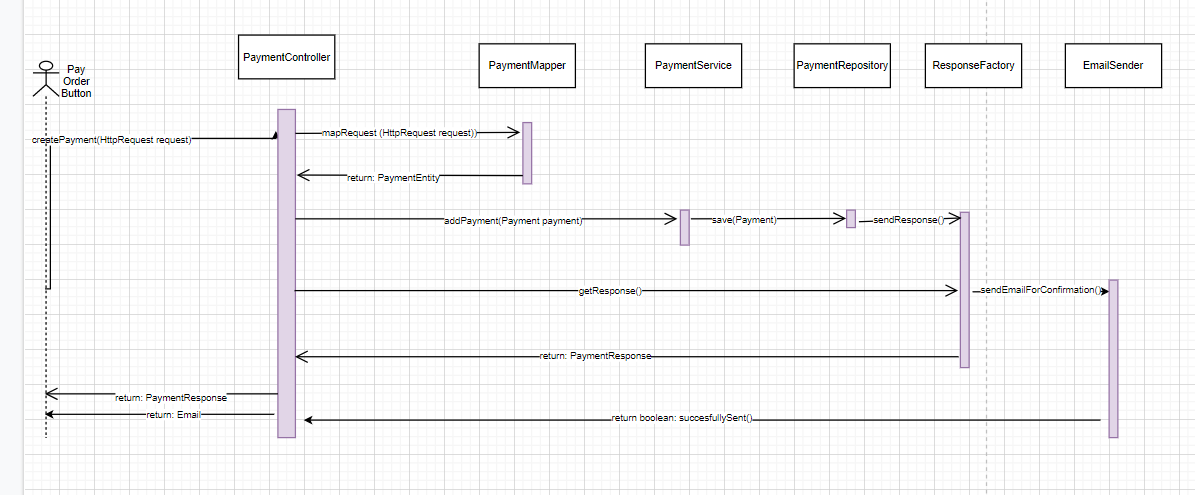 Pay
Order
Button
PaymentController
PaymentMapper
PaymentService
PaymentRepository
ResponseFactory
EmailSender
createPayment(HttpRequest request)
mapRequest (HttpRequest request))
return: PaymentEntity
addPayment(Payment payment)
save(Payment)
sendResponse()
getResponse()
sendEmailForConfirmation()
return: PaymentResponse
return: PaymentResponse
return: Email
return boolean: succesfullySent()